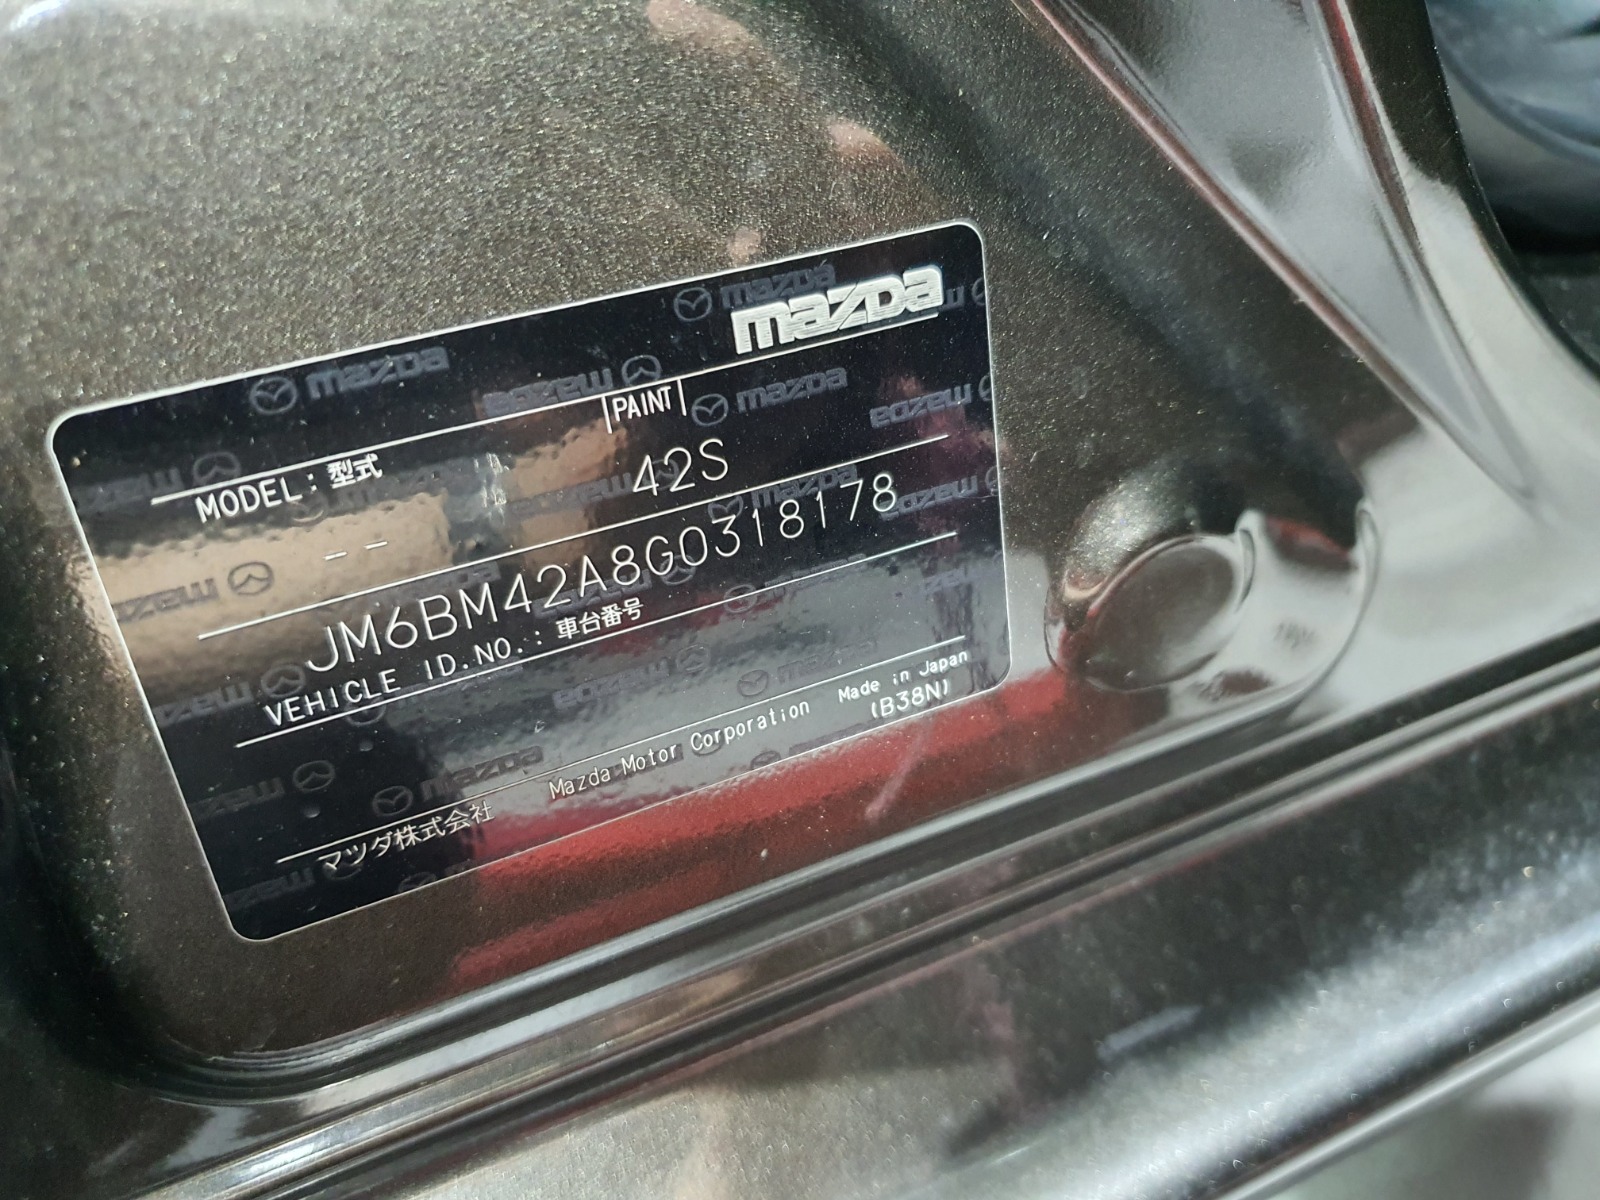 mazda
MODEL: 型式
PAINT
42S
--
JM6BM42A8G0318178
VEHICLE ID.NO.: 車台番号
マツダ株式会社 Mazda Motor Corporation Made in Japan
(B38N)